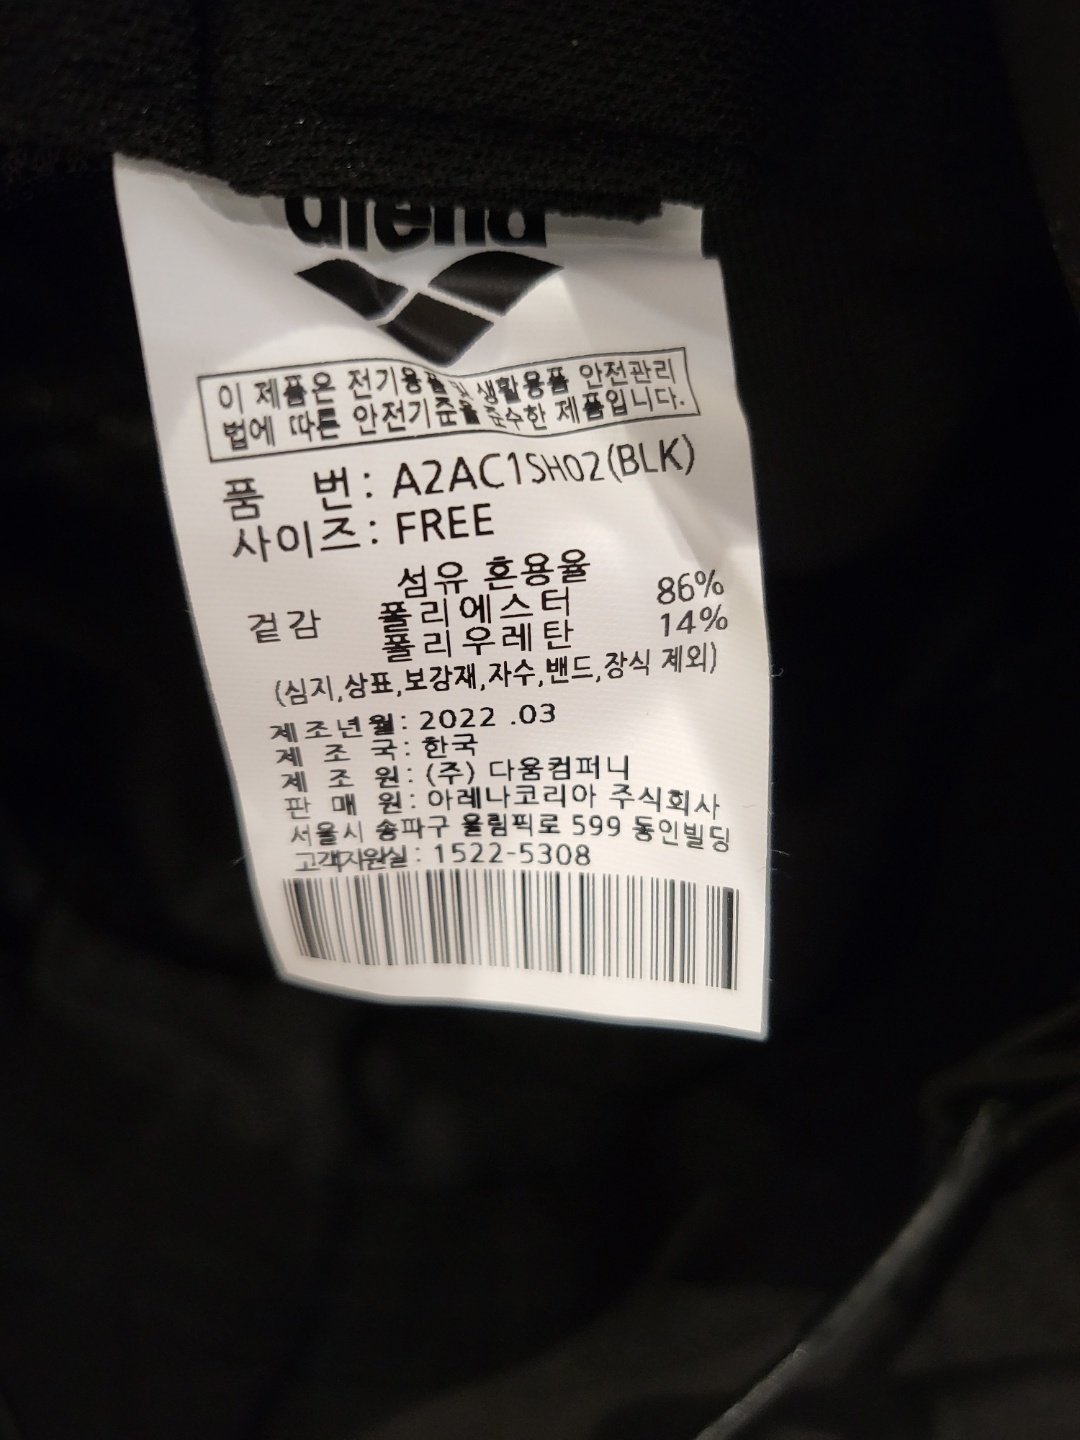 arena
이 제품은 전기용품 및 생활용품 안전관리
법에 따른 안전기준을 준수한 제품입니다.
품 번 : A2AC1SH02(BLK)
사이즈 : FREE
섬유 혼용율
겉감 폴리에스터 86%
폴리우레탄 14%
(심지,상표,보강재,자수,밴드,장식 제외)
제조년월 : 2022 .03
제 조 국 : 한국
제 조 원 : (주) 다움컴퍼니
판 매 원 : 아레나코리아 주식회사
서울시 송파구 올림픽로 599 동인빌딩
고객지원실 : 1522-5308